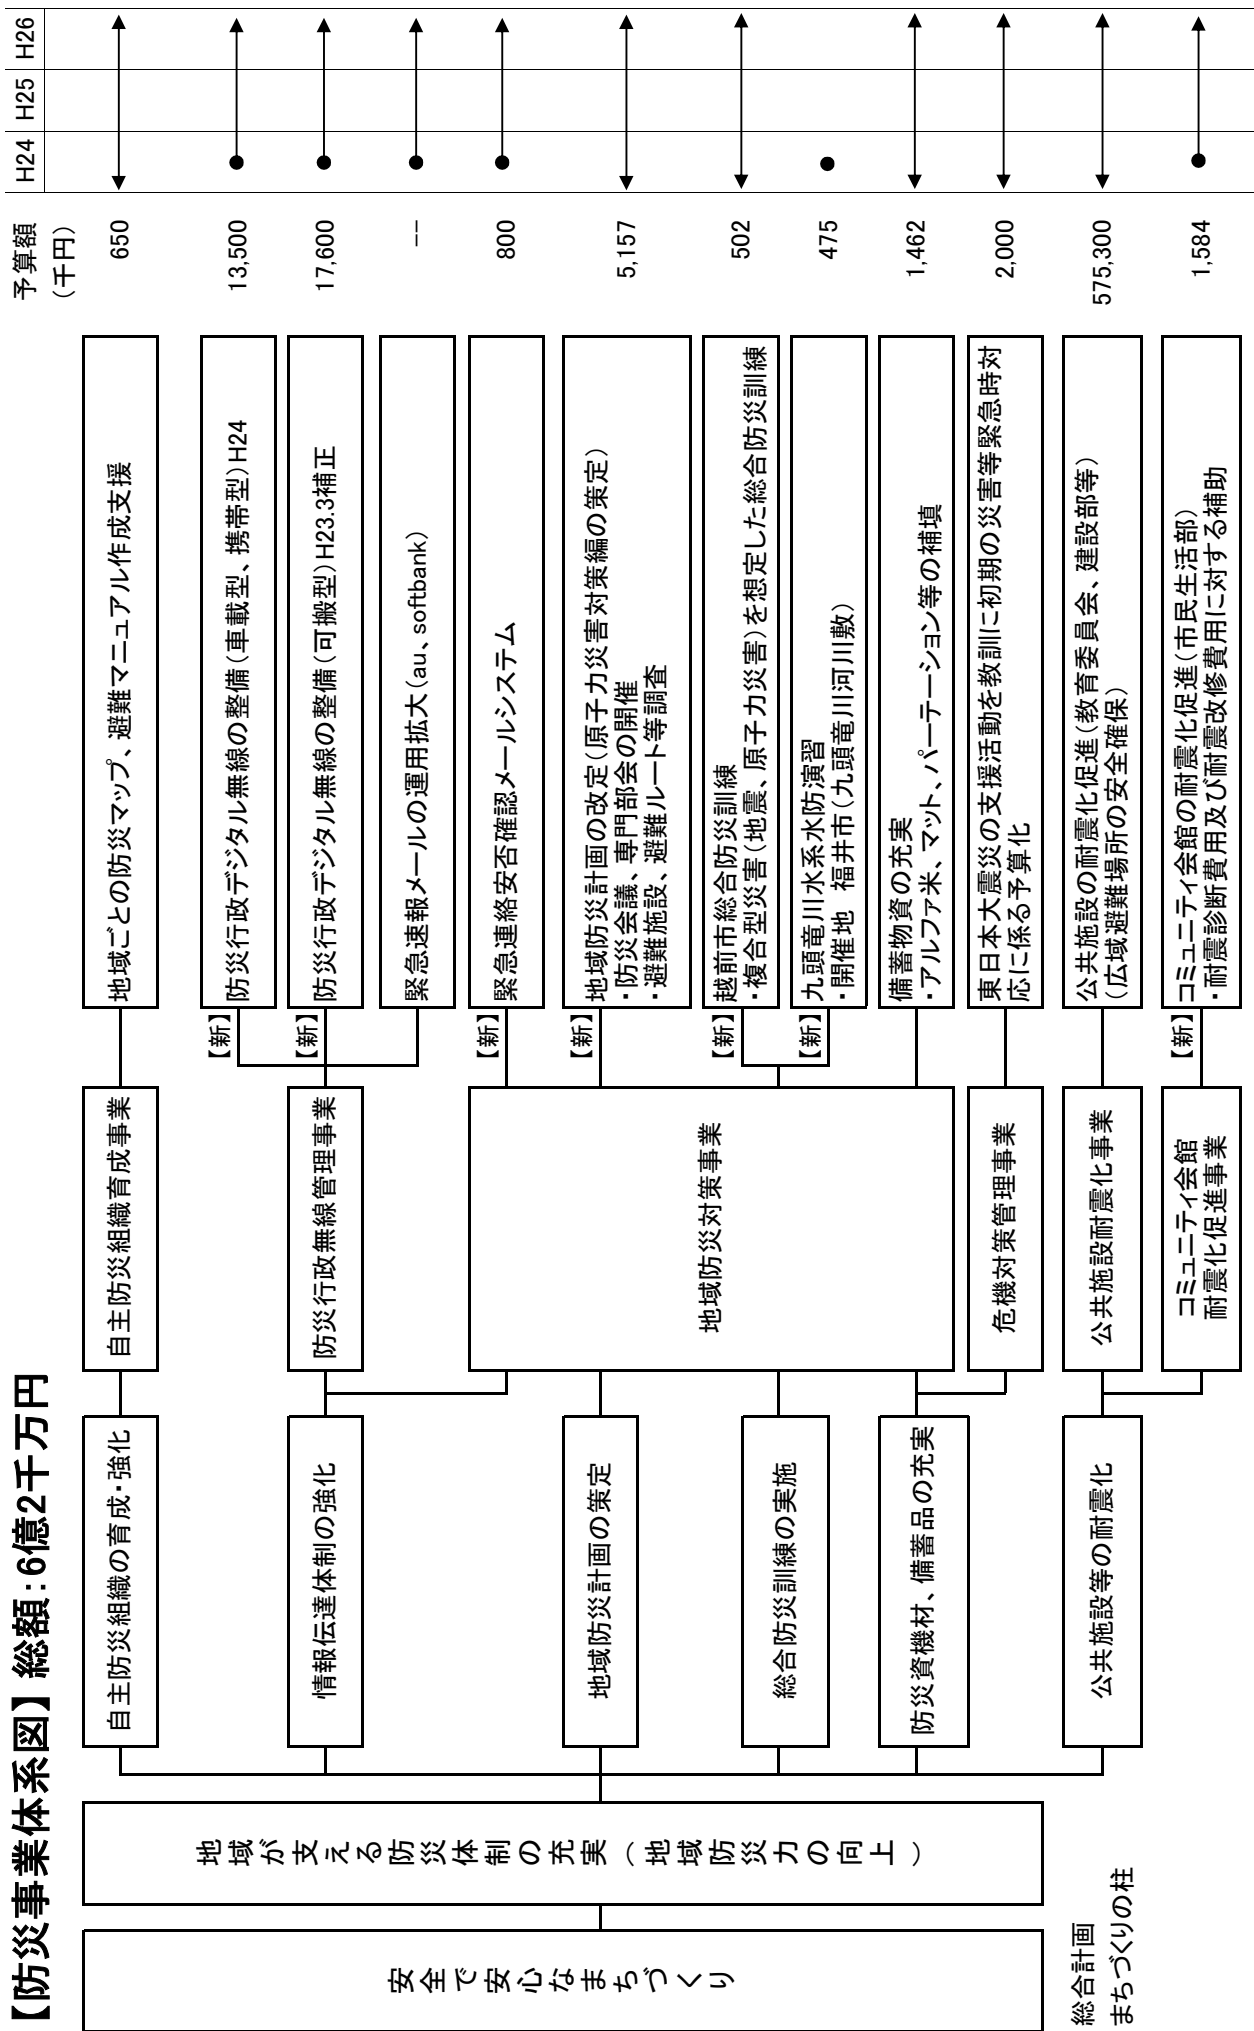 【防災事業体系図】 総額：6億2千万円
予算額
（千円）
H24
H25
H26
安全で安心なまちづくり
地域が支える防災体制の充実（地域防災力の向上）
自主防災組織の育成・強化
自主防災組織育成事業
地域ごとの防災マップ、避難マニュアル作成支援
650
情報伝達体制の強化
防災行政無線管理事業
【新】
防災行政デジタル無線の整備（車載型、携帯型）H24
13,500
【新】
防災行政デジタル無線の整備（可搬型）H23.3補正
17,600
緊急速報メールの運用拡大（au、softbank）
--
地域防災対策事業
【新】
緊急連絡安否確認メールシステム
800
地域防災計画の策定
【新】
地域防災計画の改定（原子力災害対策編の策定）
・防災会議、専門部会の開催
・避難施設、避難ルート等調査
5,157
総合防災訓練の実施
【新】
越前市総合防災訓練
・複合型災害（地震、原子力災害）を想定した総合防災訓練
502
【新】
九頭竜川水系水防演習
・開催地　福井市（九頭竜川河川敷）
475
防災資機材、備蓄品の充実
備蓄物資の充実
・アルファ米、マット、パーテーション等の補填
1,462
危機対策管理事業
東日本大震災の支援活動を教訓に初期の災害等緊急時対
応に係る予算化
2,000
公共施設等の耐震化
公共施設耐震化事業
公共施設の耐震化促進（教育委員会、建設部等）
（広域避難場所の安全確保）
575,300
コミュニティ会館
耐震化促進事業
【新】
コミュニティ会館の耐震化促進（市民生活部）
・耐震診断費用及び耐震改修費用に対する補助
1,584
総合計画
まちづくりの柱